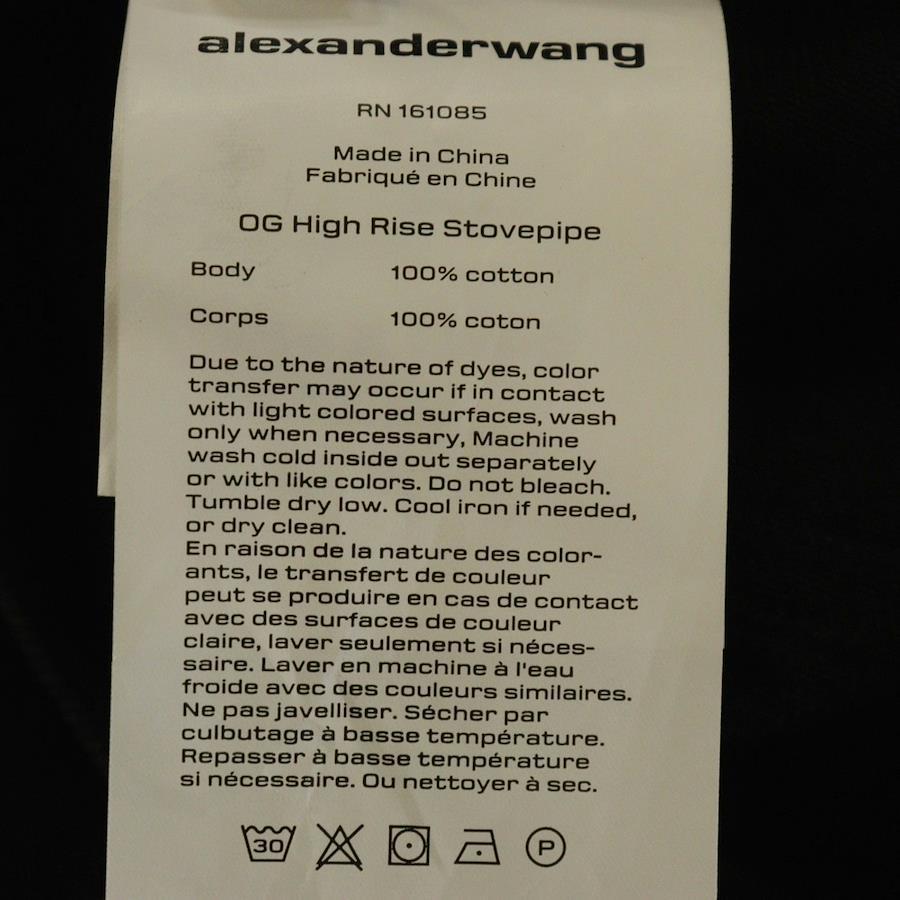 alexanderwang
RN 161085
Made in China
Fabriqué en Chine
OG High Rise Stovepipe
Body 100% cotton
Corps 100% coton
Due to the nature of dyes, color
transfer may occur if in contact
with light colored surfaces, wash
only when necessary, Machine
wash cold inside out separately
or with like colors. Do not bleach.
Tumble dry low. Cool iron if needed,
or dry clean.
En raison de la nature des color-
ants, le transfert de couleur
peut se produire en cas de contact
avec des surfaces de couleur
claire, laver seulement si néces-
saire. Laver en machine à l'eau
froide avec des couleurs similaires.
Ne pas javelliser. Sécher par
culbutage à basse température.
Repasser à basse température
si nécessaire. Ou nettoyer à sec.
30 P